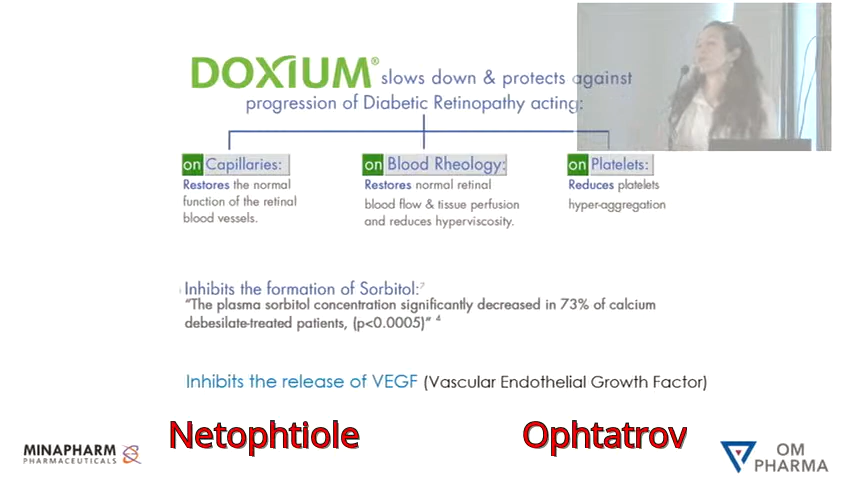 DOXIUM® slows down & protects against
progression of Diabetic Retinopathy acting:
on Capillaries:
Restores the normal
function of the retinal
blood vessels.
on Blood Rheology:
Restores normal retinal
blood flow & tissue perfusion
and reduces hyperviscosity.
on Platelets:
Reduces platelets
hyper-aggregation
Inhibits the formation of Sorbitol:7
"The plasma sorbitol concentration significantly decreased in 73% of calcium
debesilate-treated patients, (p<0.0005)" 4
Inhibits the release of VEGF (Vascular Endothelial Growth Factor)
Netophtiole
Ophtatrov
MINAPHARM
PHARMACEUTICALS
OM
PHARMA